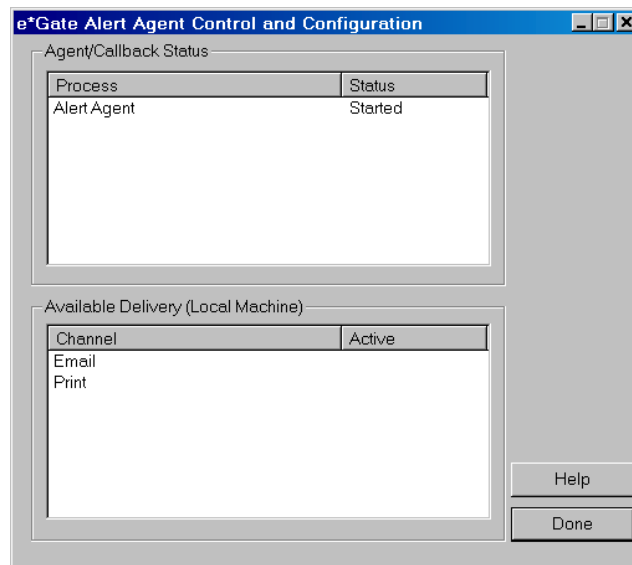 e*Gate Alert Agent Control and Configuration
Agent/Callback Status
Process Status
Alert Agent Started
Available Delivery (Local Machine)
Channel Active
Email
Print
Help
Done